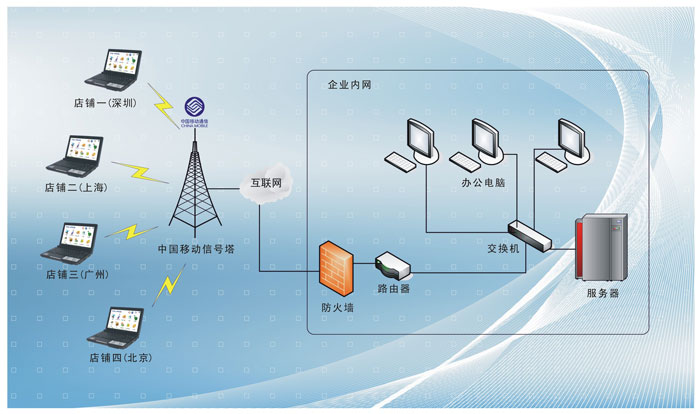 店铺一(深圳)
中国移动通信
CHINA MOBILE
企业内网
店铺二(上海)
互联网
办公电脑
中国移动信号塔
交换机
店铺三(广州)
路由器
服务器
防火墙
店铺四(北京)